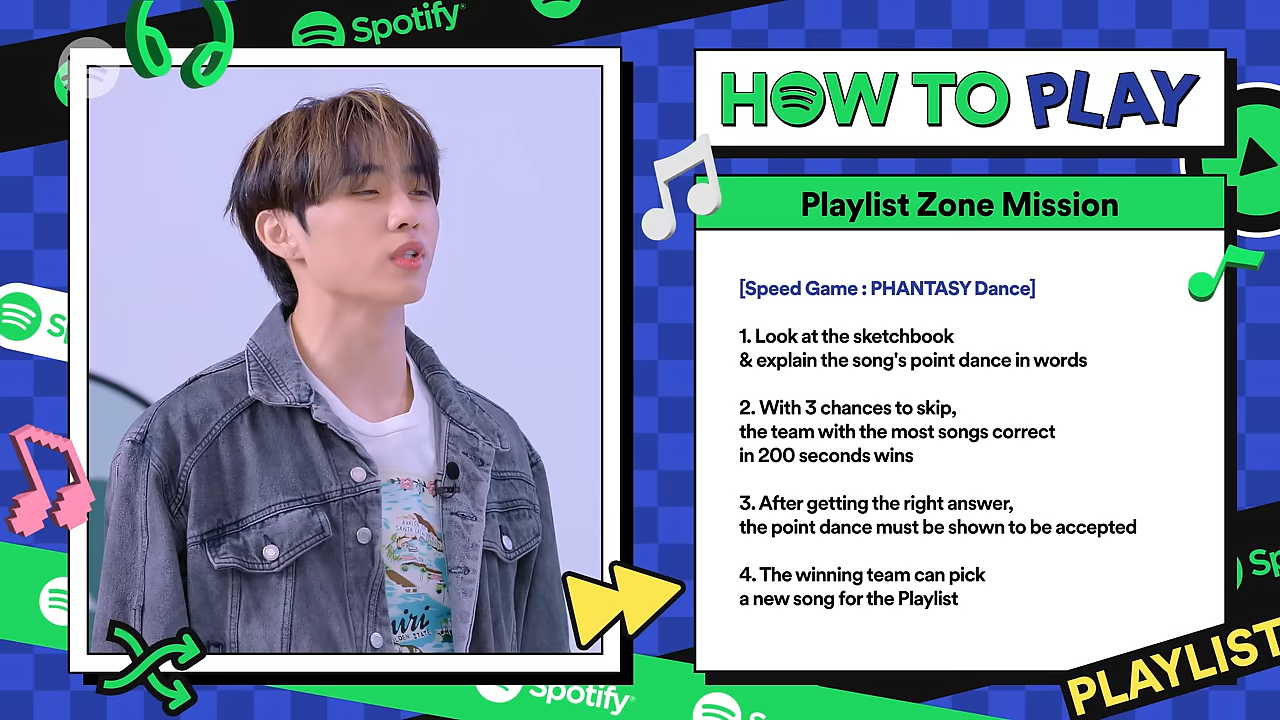 Spotify
HOW TO PLAY
Playlist Zone Mission
[Speed Game : PHANTASY Dance]
1. Look at the sketchbook
& explain the song's point dance in words
2. With 3 chances to skip,
the team with the most songs correct
in 200 seconds wins
3. After getting the right answer,
the point dance must be shown to be accepted
4. The winning team can pick
a new song for the Playlist
Sp
Sp
PLAYLIST
Spotify
S